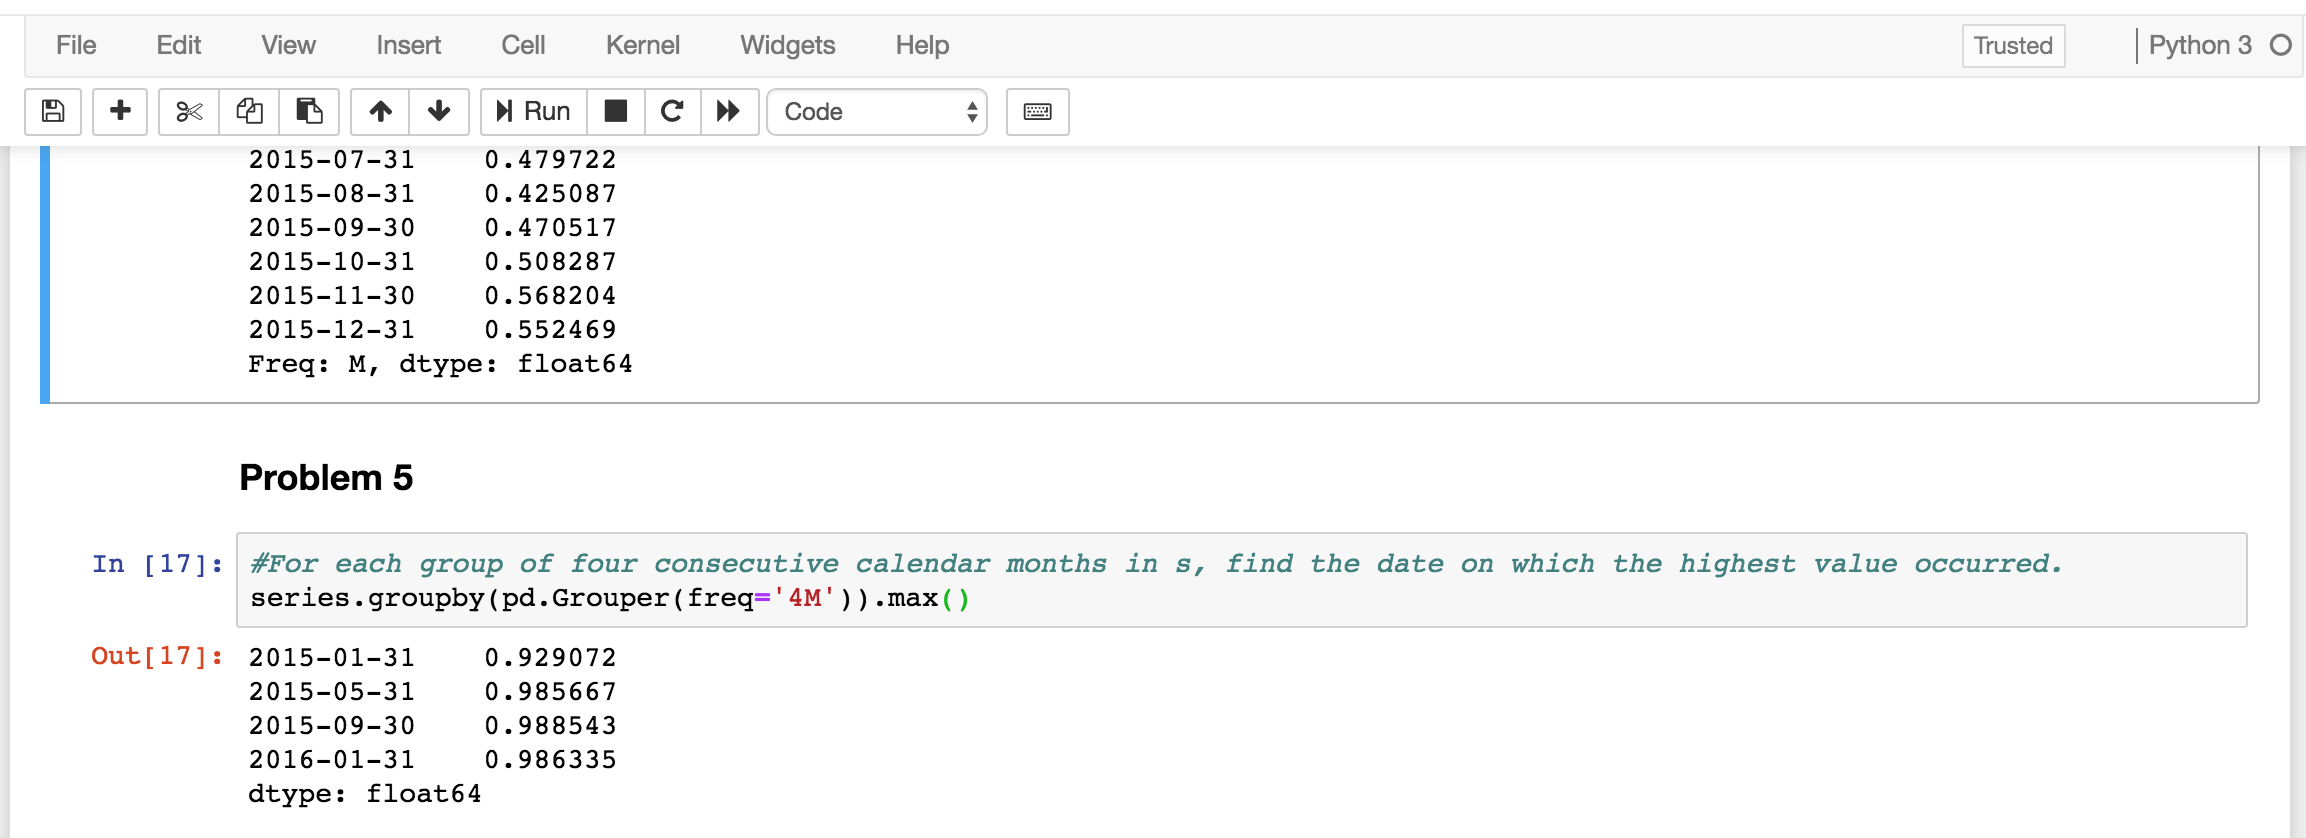 File Edit View Insert Cell Kernel Widgets Help Trusted Python 3
Run Code
2015-07-31 0.479722
2015-08-31 0.425087
2015-09-30 0.470517
2015-10-31 0.508287
2015-11-30 0.568204
2015-12-31 0.552469
Freq: M, dtype: float64
Problem 5
In [17]: #For each group of four consecutive calendar months in s, find the date on which the highest value occurred.
series.groupby(pd.Grouper(freq='4M')).max()
Out[17]: 2015-01-31 0.929072
2015-05-31 0.985667
2015-09-30 0.988543
2016-01-31 0.986335
dtype: float64